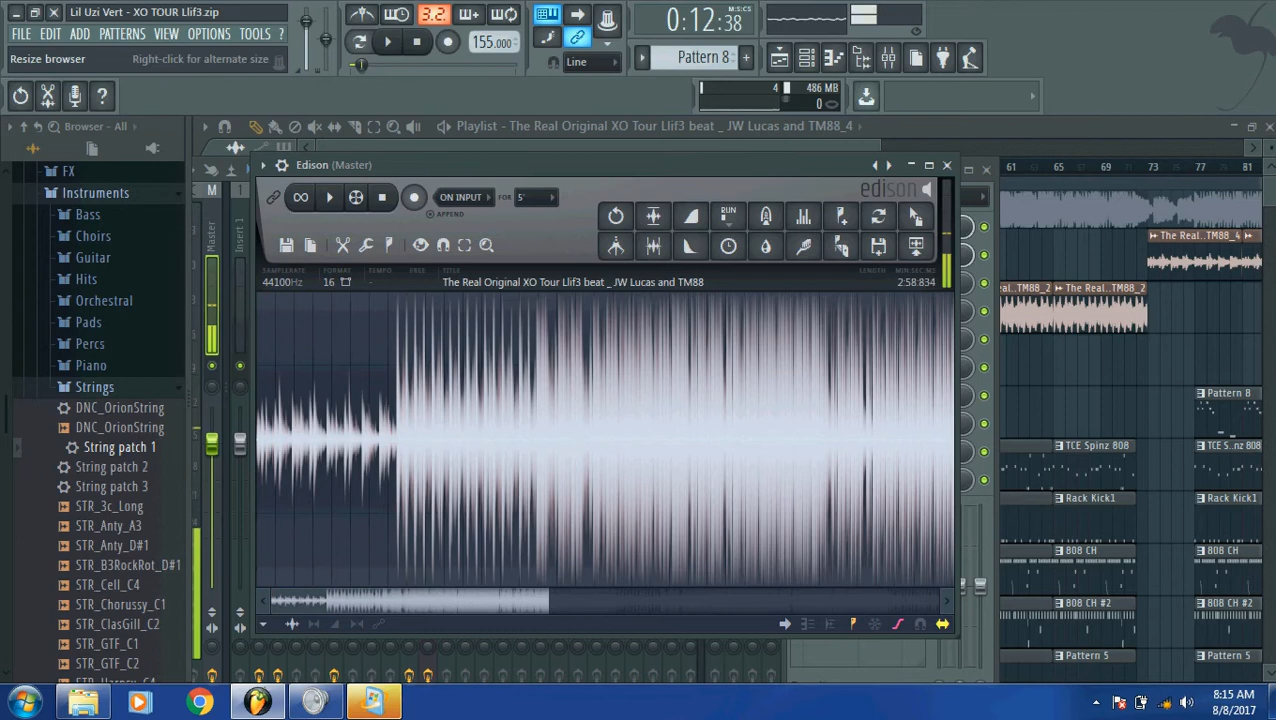 Lil Uzi Vert - XO TOUR Llif3.zip
FILE EDIT ADD PATTERNS VIEW OPTIONS TOOLS ?
Resize browser Right-click for alternate size
3.2
155.000
0:12:38
M:S:CS
Line
Pattern 8
4 486 MB
0
Browser - All
Playlist - The Real Original XO Tour Llif3 beat _ JW Lucas and TM88_4
FX
Instruments
Bass
Choirs
Guitar
Hits
Orchestral
Pads
Percs
Piano
Strings
DNC_OrionString
DNC_OrionString
String patch 1
String patch 2
String patch 3
STR_3c_Long
STR_Anty_A3
STR_Anty_D#1
STR_B3RockRot_D#1
STR_Cell_C4
STR_Chorussy_C1
STR_ClasGill_C2
STR_GTF_C1
STR_GTF_C2
M
Master
1
Insert 1
Edison (Master)
ON INPUT FOR 5'
APPEND
RUN
edison
SAMPLERATE FORMAT TEMPO FREE TITLE LENGTH MIN:SEC:MS
44100Hz 16 - The Real Original XO Tour Llif3 beat _ JW Lucas and TM88 2:58:834
61 65 69 73 77 81
The Real..TM88_4
eal..TM88_2 The Real..TM88_2
Pattern 8
TCE Spinz 808 TCE S..nz 808
Rack Kick1 Rack Kick1
808 CH 808 CH
808 CH #2 808 CH #2
Pattern 5 Pattern 5
8:15 AM
8/8/2017